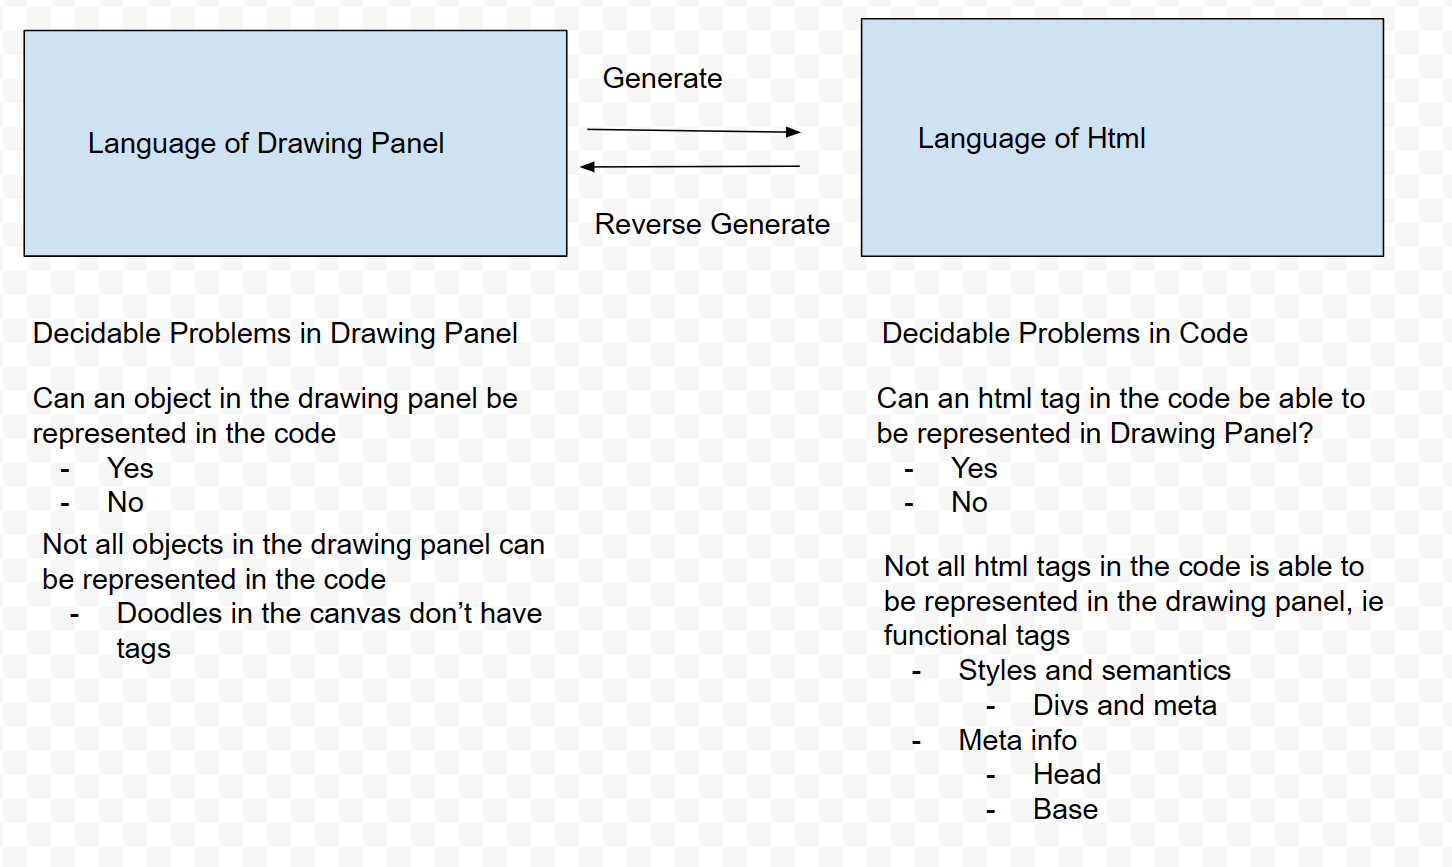 Language of Drawing Panel
Generate
Reverse Generate
Language of Html
Decidable Problems in Drawing Panel
Can an object in the drawing panel be
represented in the code
- Yes
- No
Not all objects in the drawing panel can
be represented in the code
- Doodles in the canvas don’t have
tags
Decidable Problems in Code
Can an html tag in the code be able to
be represented in Drawing Panel?
- Yes
- No
Not all html tags in the code is able to
be represented in the drawing panel, ie
functional tags
- Styles and semantics
- Divs and meta
- Meta info
- Head
- Base